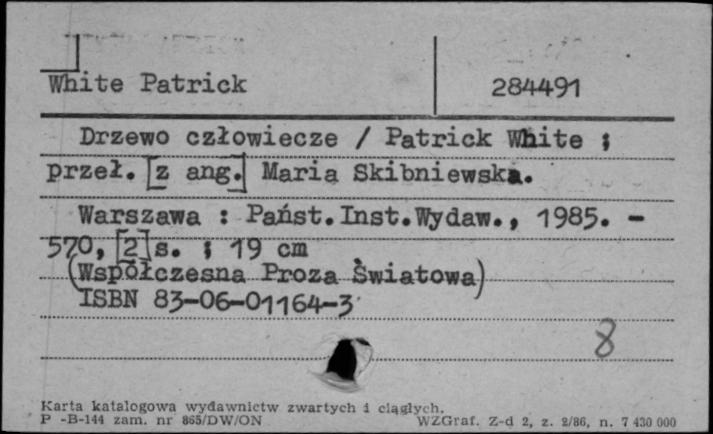 White Patrick 284491
Drzewo człowiecze / Patrick White ;
przeł. [z ang.] Maria Skibniewska.
Warszawa : Państ.Inst.Wydaw., 1985. -
570, [2] s. ; 19 cm
(Współczesna Proza Światowa)
ISBN 83-06-01164-3
8
Karta katalogowa wydawnictw zwartych i ciągłych.
P -B-144 zam. nr 865/DW/ON WZGraf. Z-d 2, z. 2/86, n. 7 430 000